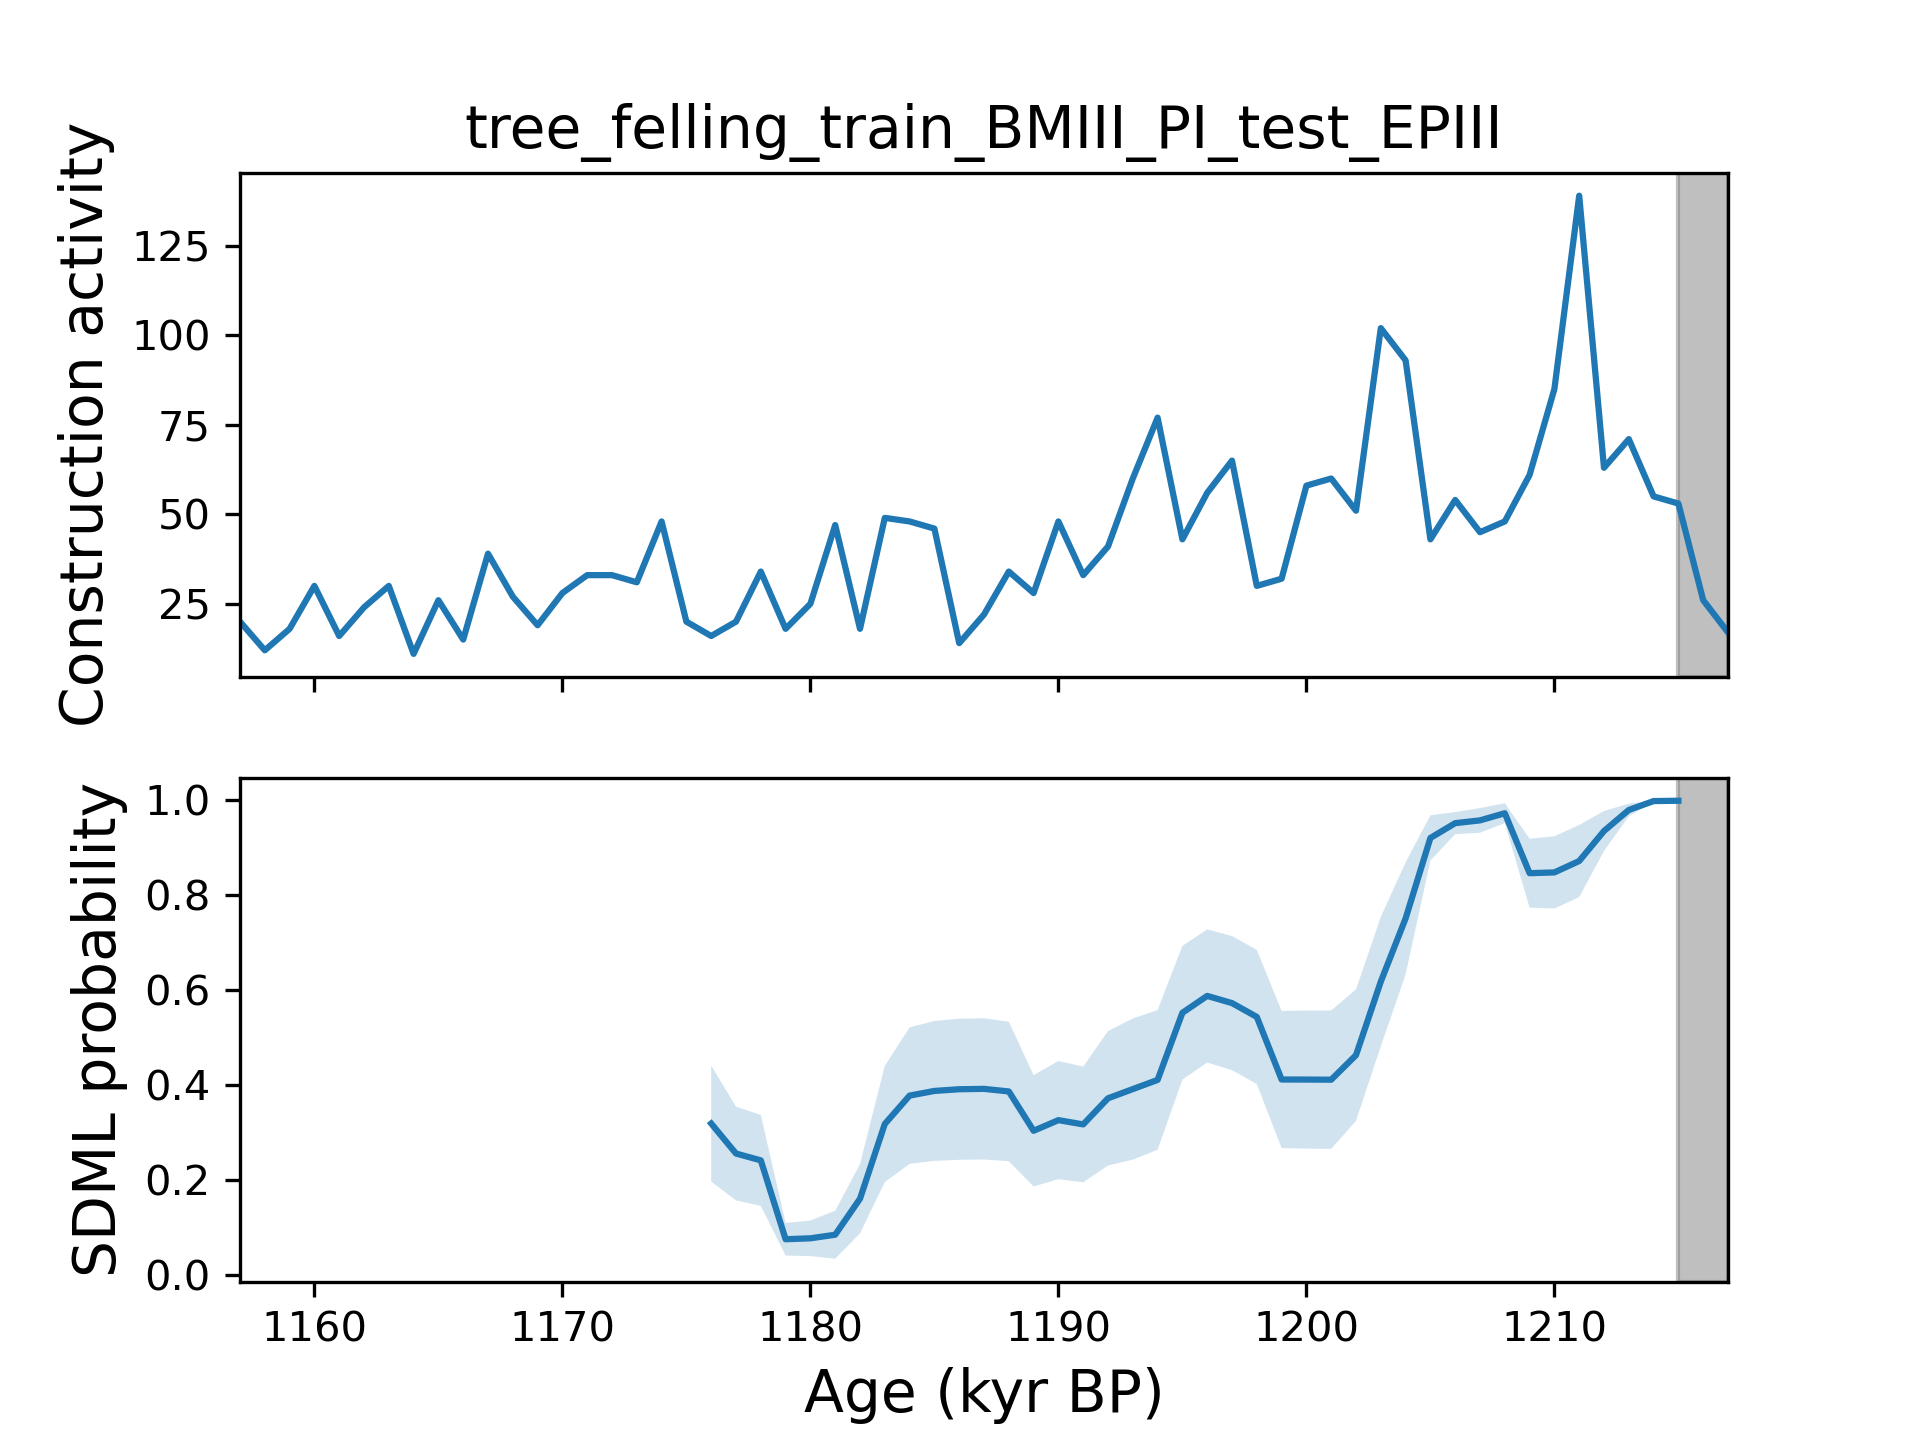 tree_felling_train_BMIII_PI_test_EPIII
Construction activity
125
100
75
50
25
SDML probability
1.0
0.8
0.6
0.4
0.2
0.0
1160 1170 1180 1190 1200 1210
Age (kyr BP)